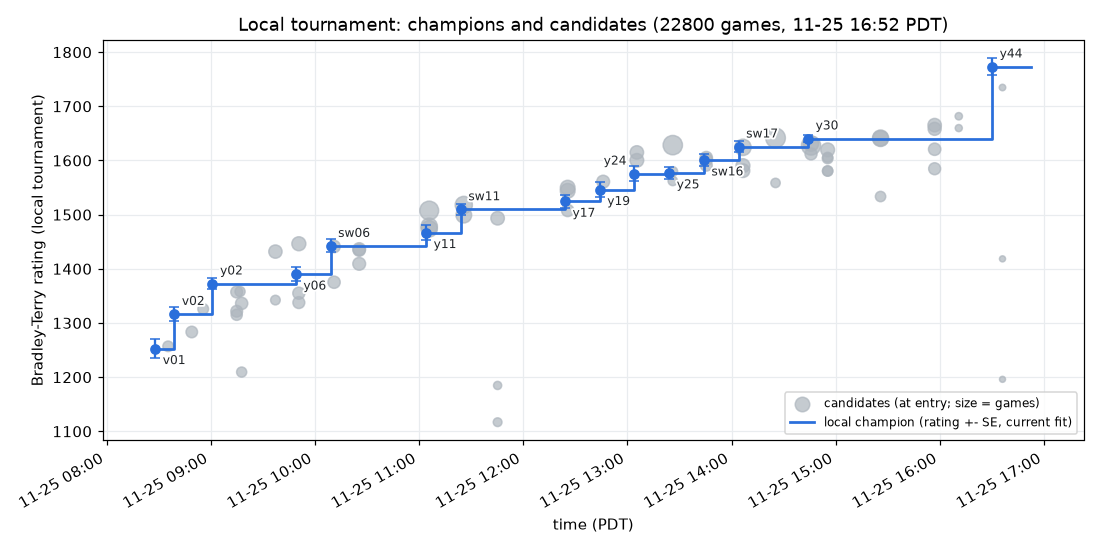 Local tournament: champions and candidates (22800 games, 11-25 16:52 PDT)
Bradley-Terry rating (local tournament)
1800
1700
1600
1500
1400
1300
1200
1100
v01
v02
y02
y06
sw06
y11
sw11
y17
y19
y24
y25
sw16
sw17
y30
y44
candidates (at entry; size = games)
local champion (rating +- SE, current fit)
11-25 08:00
11-25 09:00
11-25 10:00
11-25 11:00
11-25 12:00
11-25 13:00
11-25 14:00
11-25 15:00
11-25 16:00
11-25 17:00
time (PDT)